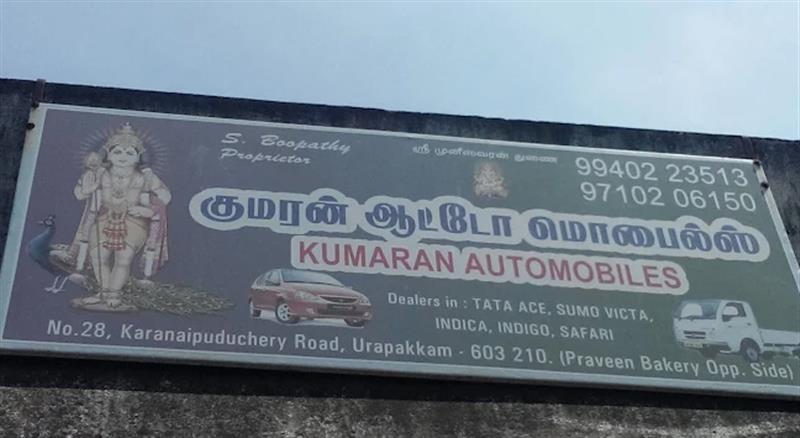 S. Boopathy
Proprietor
ஸ்ரீ முனீஸ்வரன் துணை
99402 23513
97102 06150
குமரன் ஆட்டோ மொபைல்ஸ்
KUMARAN AUTOMOBILES
Dealers in : TATA ACE, SUMO VICTA,
INDICA, INDIGO, SAFARI
No.28, Karanaipuduchery Road, Urapakkam - 603 210. (Praveen Bakery Opp. Side)